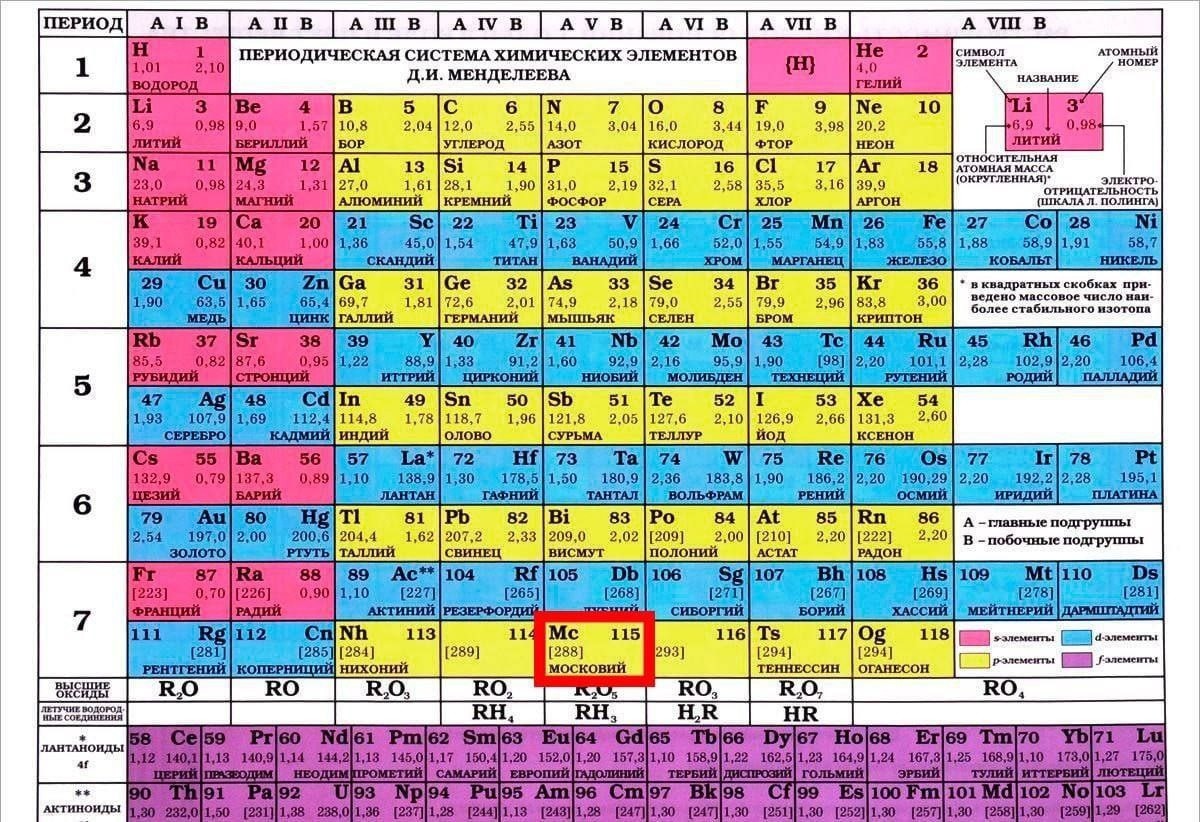 ПЕРИОД A I B A II B A III B A IV B A V B A VI B A VII B A VIII B
1
H 1
1,01 2,10
ВОДОРОД
ПЕРИОДИЧЕСКАЯ СИСТЕМА ХИМИЧЕСКИХ ЭЛЕМЕНТОВ
Д.И. МЕНДЕЛЕЕВА
{H}
He 2
4,0
ГЕЛИЙ
СИМВОЛ
ЭЛЕМЕНТА
АТОМНЫЙ
НОМЕР
НАЗВАНИЕ
Li 3
6,9 0,98
ЛИТИЙ
ОТНОСИТЕЛЬНАЯ
АТОМНАЯ МАССА
(ОКРУГЛЕННАЯ)*
ЭЛЕКТРО-
ОТРИЦАТЕЛЬНОСТЬ
(ШКАЛА Л. ПОЛИНГА)
2
Li 3 Be 4 B 5 C 6 N 7 O 8 F 9 Ne 10
6,9 0,98 9,0 1,57 10,8 2,04 12,0 2,55 14,0 3,04 16,0 3,44 19,0 3,98 20,2
ЛИТИЙ БЕРИЛЛИЙ БОР УГЛЕРОД АЗОТ КИСЛОРОД ФТОР НЕОН
3
Na 11 Mg 12 Al 13 Si 14 P 15 S 16 Cl 17 Ar 18
23,0 0,98 24,3 1,31 27,0 1,61 28,1 1,90 31,0 2,19 32,1 2,58 35,5 3,16 39,9
НАТРИЙ МАГНИЙ АЛЮМИНИЙ КРЕМНИЙ ФОСФОР СЕРА ХЛОР АРГОН
4
K 19 Ca 20 21 Sc 22 Ti 23 V 24 Cr 25 Mn 26 Fe 27 Co 28 Ni
39,1 0,82 40,1 1,00 1,36 45,0 1,54 47,9 1,63 50,9 1,66 52,0 1,55 54,9 1,83 55,8 1,88 58,9 1,91 58,7
КАЛИЙ КАЛЬЦИЙ СКАНДИЙ ТИТАН ВАНАДИЙ ХРОМ МАРГАНЕЦ ЖЕЛЕЗО КОБАЛЬТ НИКЕЛЬ
29 Cu 30 Zn Ga 31 Ge 32 As 33 Se 34 Br 35 Kr 36
1,90 63,5 1,65 65,4 69,7 1,81 72,6 2,01 74,9 2,18 79,0 2,55 79,9 2,96 83,8 3,00
МЕДЬ ЦИНК ГАЛЛИЙ ГЕРМАНИЙ МЫШЬЯК СЕЛЕН БРОМ КРИПТОН
* в квадратных скобках при-
ведено массовое число наи-
более стабильного изотопа
5
Rb 37 Sr 38 39 Y 40 Zr 41 Nb 42 Mo 43 Tc 44 Ru 45 Rh 46 Pd
85,5 0,82 87,6 0,95 1,22 88,9 1,33 91,2 1,60 92,9 2,16 95,9 1,90 [98] 2,20 101,1 2,28 102,9 2,20 106,4
РУБИДИЙ СТРОНЦИЙ ИТТРИЙ ЦИРКОНИЙ НИОБИЙ МОЛИБДЕН ТЕХНЕЦИЙ РУТЕНИЙ РОДИЙ ПАЛЛАДИЙ
47 Ag 48 Cd In 49 Sn 50 Sb 51 Te 52 I 53 Xe 54
1,93 107,9 1,69 112,4 114,8 1,78 118,7 1,96 121,8 2,05 127,6 2,10 126,9 2,66 131,3 2,60
СЕРЕБРО КАДМИЙ ИНДИЙ ОЛОВО СУРЬМА ТЕЛЛУР ЙОД КСЕНОН
6
Cs 55 Ba 56 57 La* 72 Hf 73 Ta 74 W 75 Re 76 Os 77 Ir 78 Pt
132,9 0,79 137,3 0,89 1,10 138,9 1,30 178,5 1,50 180,9 2,36 183,8 1,90 186,2 2,20 190,29 2,20 192,2 2,28 195,1
ЦЕЗИЙ БАРИЙ ЛАНТАН ГАФНИЙ ТАНТАЛ ВОЛЬФРАМ РЕНИЙ ОСМИЙ ИРИДИЙ ПЛАТИНА
79 Au 80 Hg Tl 81 Pb 82 Bi 83 Po 84 At 85 Rn 86
2,54 197,0 2,00 200,6 204,4 1,62 207,2 2,33 209,0 2,02 [209] 2,00 [210] 2,20 [222] 2,20
ЗОЛОТО РТУТЬ ТАЛЛИЙ СВИНЕЦ ВИСМУТ ПОЛОНИЙ АСТАТ РАДОН
A – главные подгруппы
B – побочные подгруппы
7
Fr 87 Ra 88 89 Ac** 104 Rf 105 Db 106 Sg 107 Bh 108 Hs 109 Mt 110 Ds
[223] 0,70 [226] 0,90 1,10 [227] [265] [268] [271] [267] [269] [278] [281]
ФРАНЦИЙ РАДИЙ АКТИНИЙ РЕЗЕРФОРДИЙ ДУБНИЙ СИБОРГИЙ БОРИЙ ХАССИЙ МЕЙТНЕРИЙ ДАРМШТАДТИЙ
111 Rg 112 Cn Nh 113 114 Mc 115 116 Ts 117 Og 118
[281] [285] [284] [289] [288] 293] [294] [294]
РЕНТГЕНИЙ КОПЕРНИЦИЙ НИХОНИЙ МОСКОВИЙ ТЕННЕССИН ОГАНЕСОН
s-элементы d-элементы
p-элементы f-элементы
ВЫСШИЕ
ОКСИДЫ
R₂O RO R₂O₃ RO₂ R₂O₅ RO₃ R₂O₇ RO₄
ЛЕТУЧИЕ ВОДОРОД-
НЫЕ СОЕДИНЕНИЯ
RH₄ RH₃ H₂R HR
*
ЛАНТАНОИДЫ
4f
58 Ce 59 Pr 60 Nd 61 Pm 62 Sm 63 Eu 64 Gd 65 Tb 66 Dy 67 Ho 68 Er 69 Tm 70 Yb 71 Lu
1,12 140,1 1,13 140,9 1,14 144,2 1,13 145,0 1,17 150,4 1,20 152,0 1,20 157,3 1,10 158,9 1,22 162,5 1,23 164,9 1,24 167,3 1,25 168,9 1,10 173,0 1,27 175,0
ЦЕРИЙ ПРАЗЕОДИМ НЕОДИМ ПРОМЕТИЙ САМАРИЙ ЕВРОПИЙ ГАДОЛИНИЙ ТЕРБИЙ ДИСПРОЗИЙ ГОЛЬМИЙ ЭРБИЙ ТУЛИЙ ИТТЕРБИЙ ЛЮТЕЦИЙ
**
АКТИНОИДЫ
90 Th 91 Pa 92 U 93 Np 94 Pu 95 Am 96 Cm 97 Bk 98 Cf 99 Es 100 Fm 101 Md 102 No 103 Lr
1,30 232,0 1,50 [231] 1,38 238,0 1,36 [237] 1,28 [244] 1,13 [243] 1,28 [247] 1,30 [247] 1,30 [251] 1,30 [252] 1,30 [257] 1,30 [258] 1,30 [259] 1,29 [262]